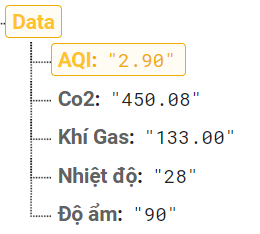 Data
AQI: "2.90"
Co2: "450.08"
Khí Gas: "133.00"
Nhiệt độ: "28"
Độ ẩm: "90"